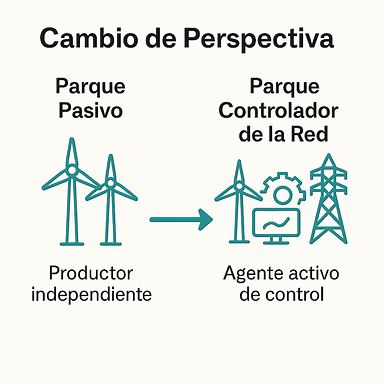 Cambio de Perspectiva
Parque
Pasivo
Parque
Controlador
de la Red
Productor
independiente
Agente activo
de control